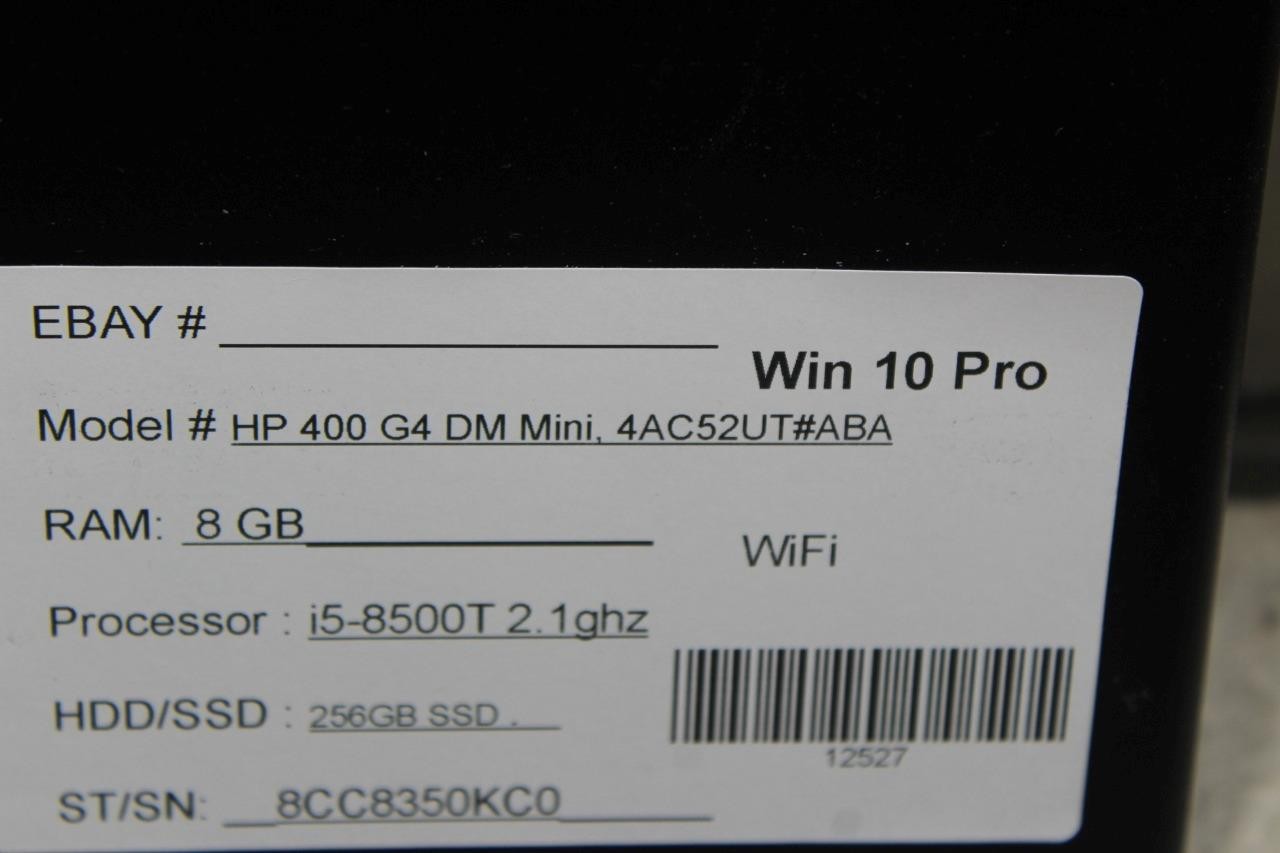 EBAY # 
Win 10 Pro
Model # HP 400 G4 DM Mini, 4AC52UT#ABA
RAM: 8 GB
WiFi
Processor : i5-8500T 2.1ghz
HDD/SSD : 256GB SSD .
12527
ST/SN: 8CC8350KC0